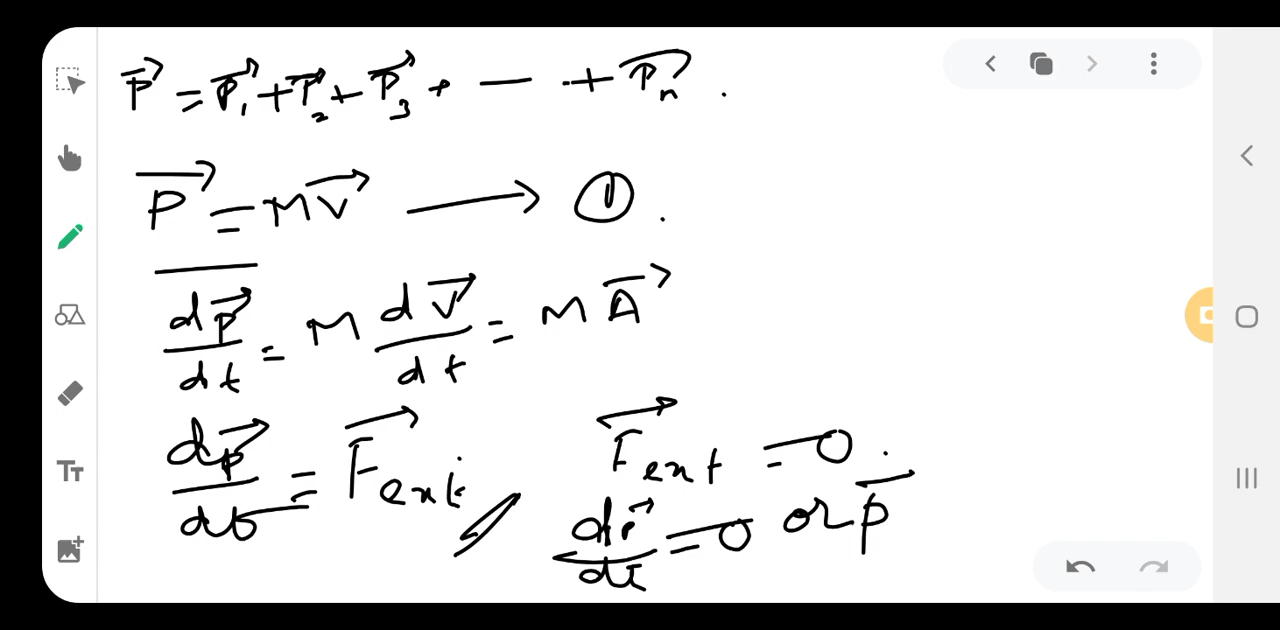 P⃗ = P⃗₁ + P⃗₂ + P⃗₃ + - - + P⃗ₙ .
P⃗ = MV⃗ ⟶ ① .
dP⃗/dt = M dV⃗/dt = MA⃗
dP⃗/dt = F⃗ext F⃗ext = 0 .
dP⃗/dt = 0 or P⃗
Tт